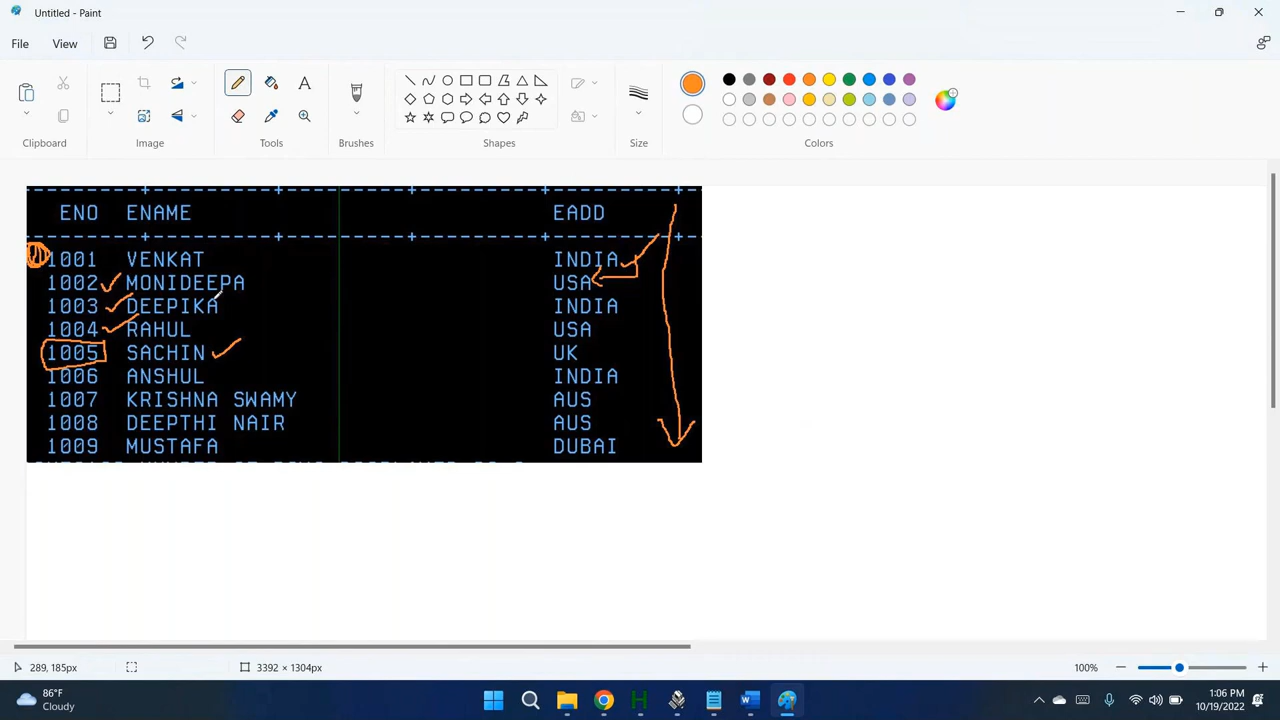 Untitled - Paint
File View
Clipboard Image Tools Brushes Shapes Size Colors
ENO ENAME EADD
1001 VENKAT INDIA
1002 MONIDEEPA USA
1003 DEEPIKA INDIA
1004 RAHUL USA
1005 SACHIN UK
1006 ANSHUL INDIA
1007 KRISHNA SWAMY AUS
1008 DEEPTHI NAIR AUS
1009 MUSTAFA DUBAI
289, 185px 3392 × 1304px 100%
86°F
Cloudy
1:06 PM
10/19/2022